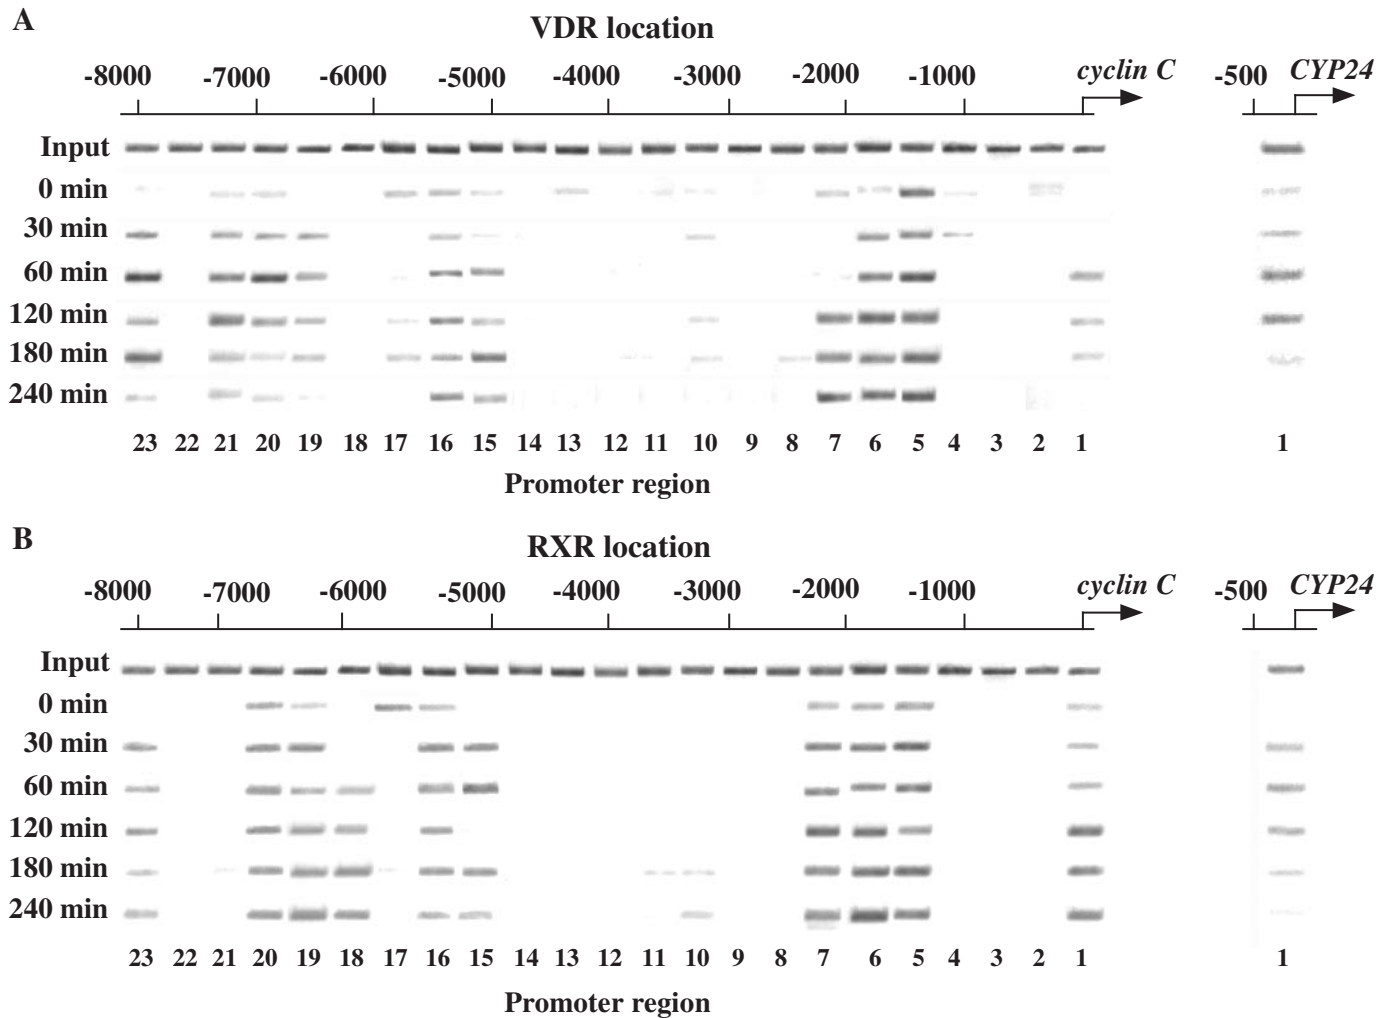 A
VDR location
-8000 -7000 -6000 -5000 -4000 -3000 -2000 -1000 cyclin C -500 CYP24
Input
0 min
30 min
60 min
120 min
180 min
240 min
23 22 21 20 19 18 17 16 15 14 13 12 11 10 9 8 7 6 5 4 3 2 1 1
Promoter region
B
RXR location
-8000 -7000 -6000 -5000 -4000 -3000 -2000 -1000 cyclin C -500 CYP24
Input
0 min
30 min
60 min
120 min
180 min
240 min
23 22 21 20 19 18 17 16 15 14 13 12 11 10 9 8 7 6 5 4 3 2 1 1
Promoter region